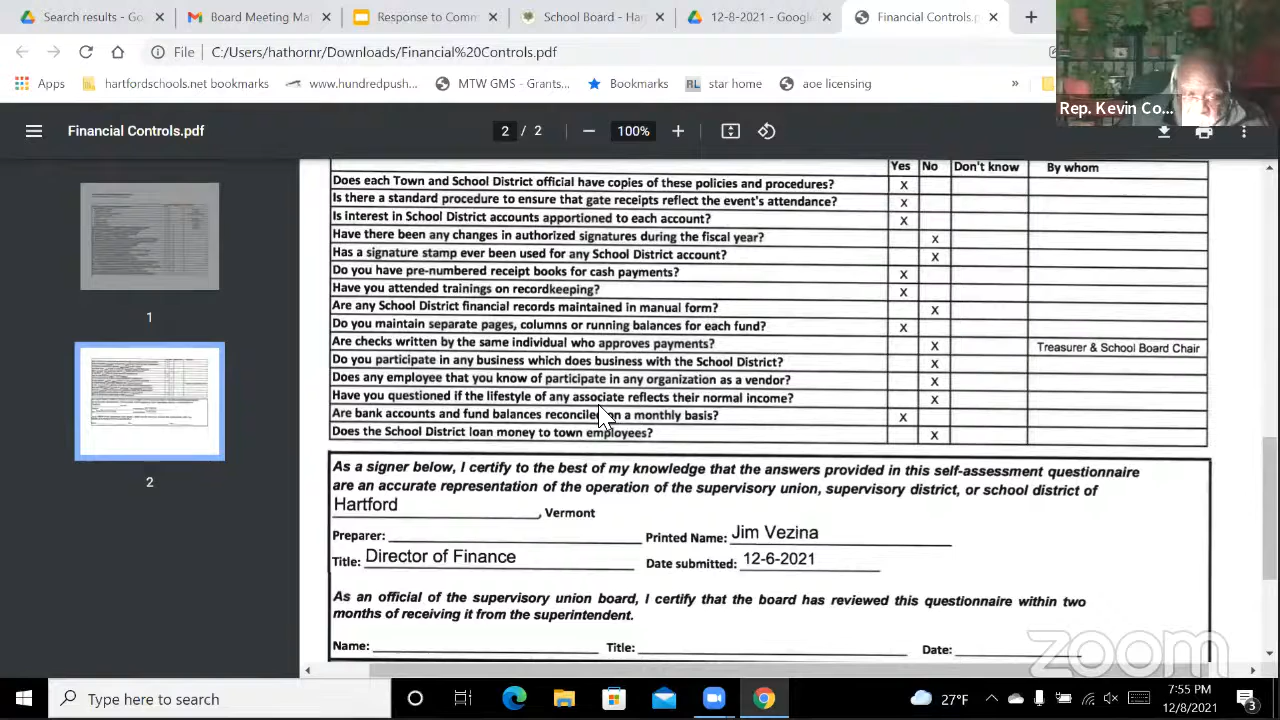 Search results - G
Board Meeting Ma
Response to Comm
School Board - Ha
12-8-2021 - Google
Financial Controls.p
File C:/Users/hathornr/Downloads/Financial%20Controls.pdf
Apps hartfordschools.net bookmarks www.hundredpush... MTW GMS - Grants... Bookmarks RL star home aoe licensing »
Rep. Kevin Co...
Financial Controls.pdf 2 / 2 100%
1
2
Yes No Don't know By whom
Does each Town and School District official have copies of these policies and procedures? X
Is there a standard procedure to ensure that gate receipts reflect the event's attendance? X
Is interest in School District accounts apportioned to each account? X
Have there been any changes in authorized signatures during the fiscal year? X
Has a signature stamp ever been used for any School District account? X
Do you have pre-numbered receipt books for cash payments? X
Have you attended trainings on recordkeeping? X
Are any School District financial records maintained in manual form? X
Do you maintain separate pages, columns or running balances for each fund? X
Are checks written by the same individual who approves payments? X Treasurer & School Board Chair
Do you participate in any business which does business with the School District? X
Does any employee that you know of participate in any organization as a vendor? X
Have you questioned if the lifestyle of any associate reflects their normal income? X
Are bank accounts and fund balances reconciled on a monthly basis? X
Does the School District loan money to town employees? X
As a signer below, I certify to the best of my knowledge that the answers provided in this self-assessment questionnaire
are an accurate representation of the operation of the supervisory union, supervisory district, or school district of
Hartford, Vermont
Preparer: Printed Name: Jim Vezina
Title: Director of Finance Date submitted: 12-6-2021
As an official of the supervisory union board, I certify that the board has reviewed this questionnaire within two
months of receiving it from the superintendent.
Name: Title: Date:
zoom
Type here to search
27°F
7:55 PM
12/8/2021
3